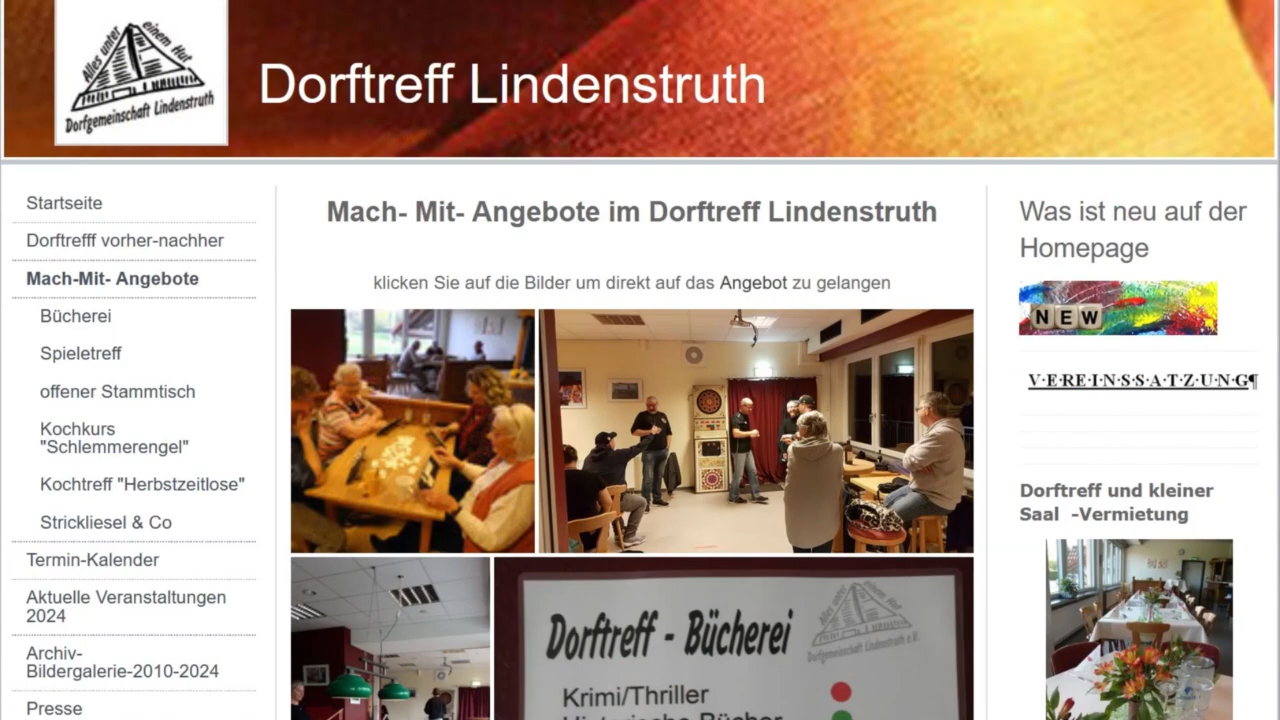 Alles unter einem Hut
Dorfgemeinschaft Lindenstruth
Dorftreff Lindenstruth
Startseite
Dorftrefff vorher-nachher
Mach-Mit- Angebote
Bücherei
Spieletreff
offener Stammtisch
Kochkurs
"Schlemmerengel"
Kochtreff "Herbstzeitlose"
Strickliesel & Co
Termin-Kalender
Aktuelle Veranstaltungen
2024
Archiv-
Bildergalerie-2010-2024
Presse
Mach- Mit- Angebote im Dorftreff Lindenstruth
klicken Sie auf die Bilder um direkt auf das Angebot zu gelangen
Dorftreff - Bücherei
Alles unter einem Hut
Dorfgemeinschaft Lindenstruth e.V.
Krimi/Thriller
Historische Bücher
Was ist neu auf der
Homepage
NEW
V·E·R·E·I·N·S·S·A·T·Z·U·N·G¶
Dorftreff und kleiner
Saal -Vermietung